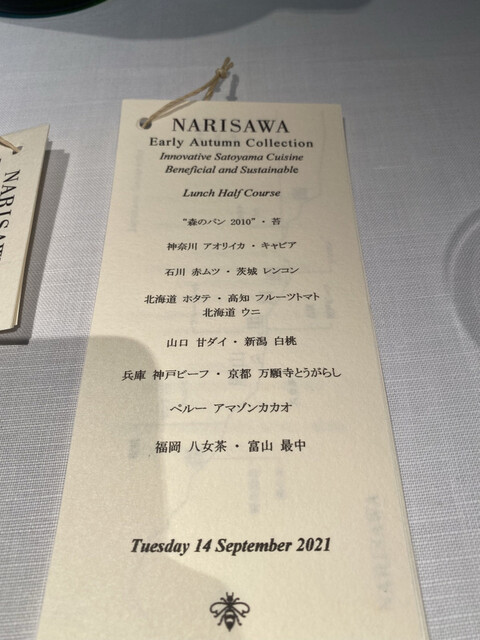 NARISAWA
Early Autumn Collection
Innovative Satoyama Cuisine
Beneficial and Sustainable
Lunch Half Course
"森のパン 2010"・苔
神奈川 アオリイカ・キャビア
石川 赤ムツ・茨城 レンコン
北海道 ホタテ・高知 フルーツトマト
北海道 ウニ
山口 甘ダイ・新潟 白桃
兵庫 神戸ビーフ・京都 万願寺とうがらし
ペルー アマゾンカカオ
福岡 八女茶・富山 最中
Tuesday 14 September 2021